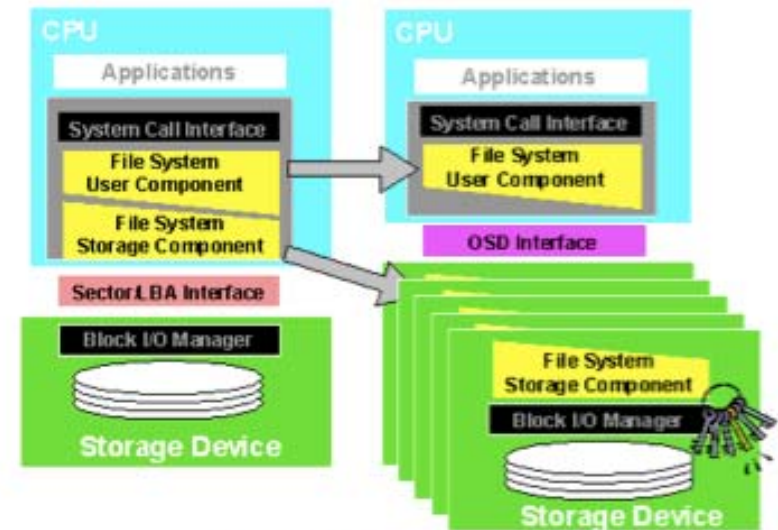 CPU
Applications
System Call Interface
File System
User Component
File System
Storage Component
Sector/LBA Interface
Block I/O Manager
Storage Device
CPU
Applications
System Call Interface
File System
User Component
OSD Interface
File System
Storage Component
Block I/O Manager
Storage Device